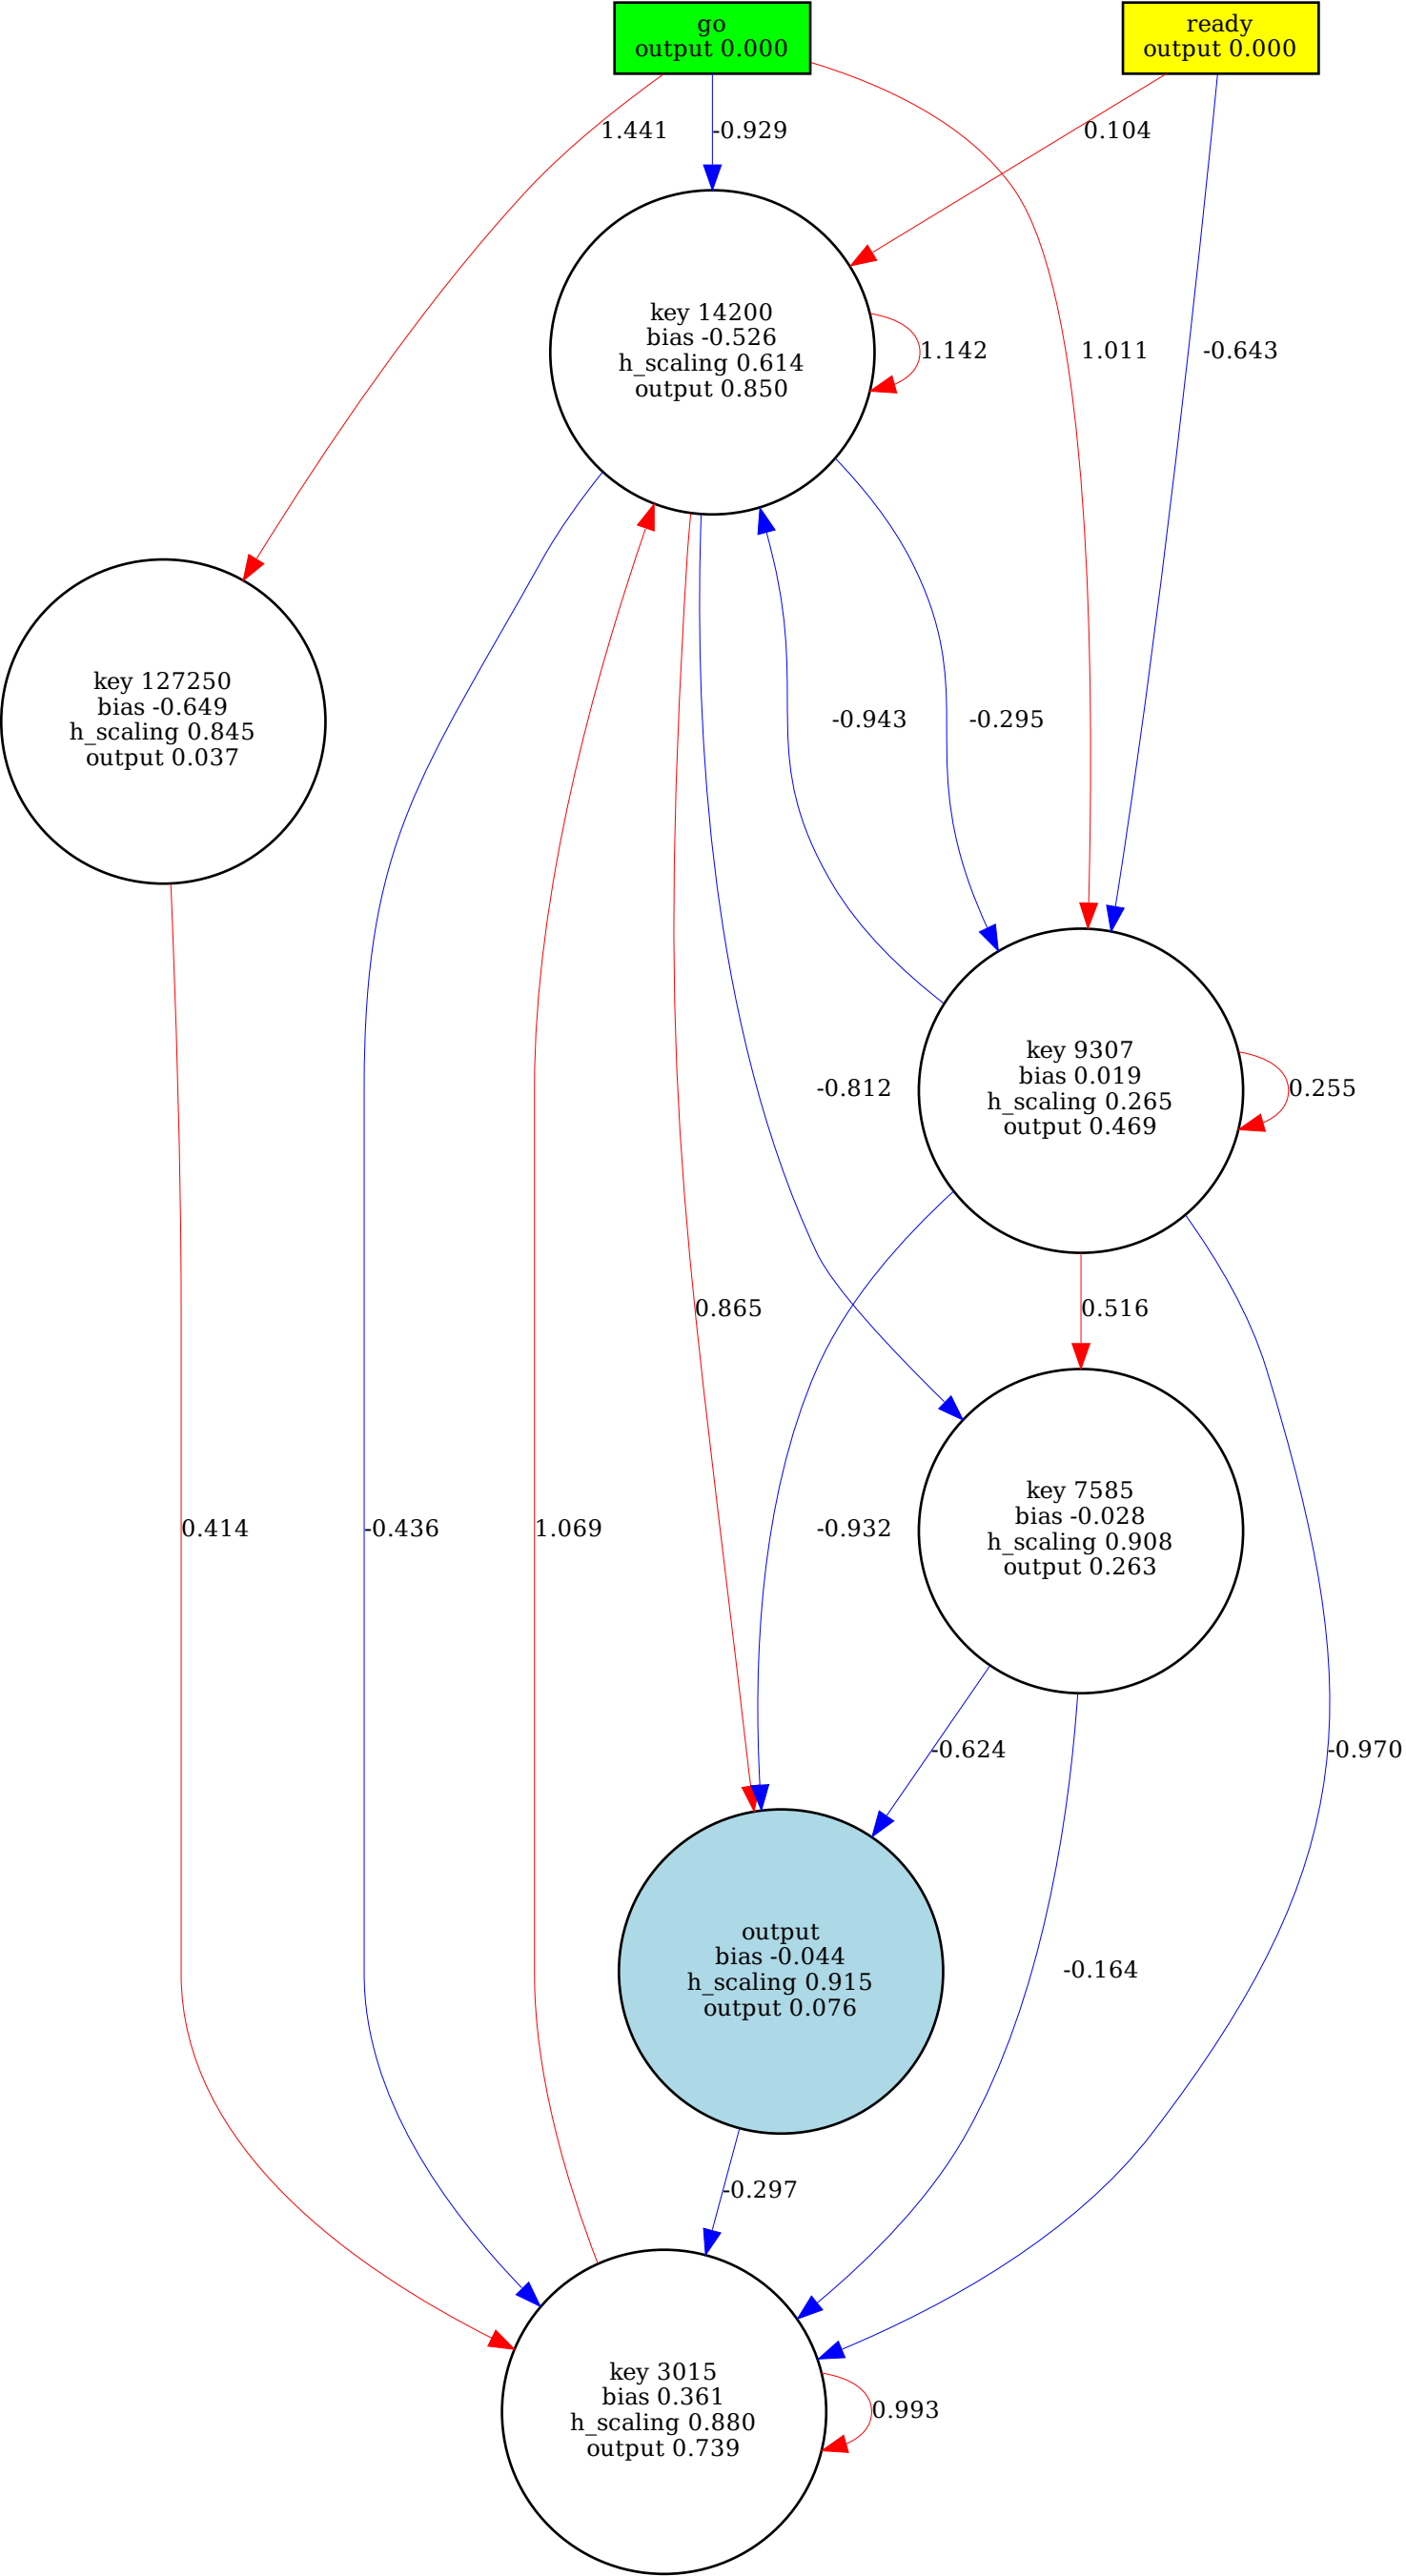 go
output 0.000
ready
output 0.000
1.441
-0.929
0.104
key 14200
bias -0.526
h_scaling 0.614
output 0.850
1.142
1.011
-0.643
key 127250
bias -0.649
h_scaling 0.845
output 0.037
-0.943
-0.295
key 9307
bias 0.019
h_scaling 0.265
output 0.469
-0.812
0.255
0.865
0.516
key 7585
bias -0.028
h_scaling 0.908
output 0.263
0.414
-0.436
1.069
-0.932
-0.624
-0.970
output
bias -0.044
h_scaling 0.915
output 0.076
-0.164
-0.297
key 3015
bias 0.361
h_scaling 0.880
output 0.739
0.993